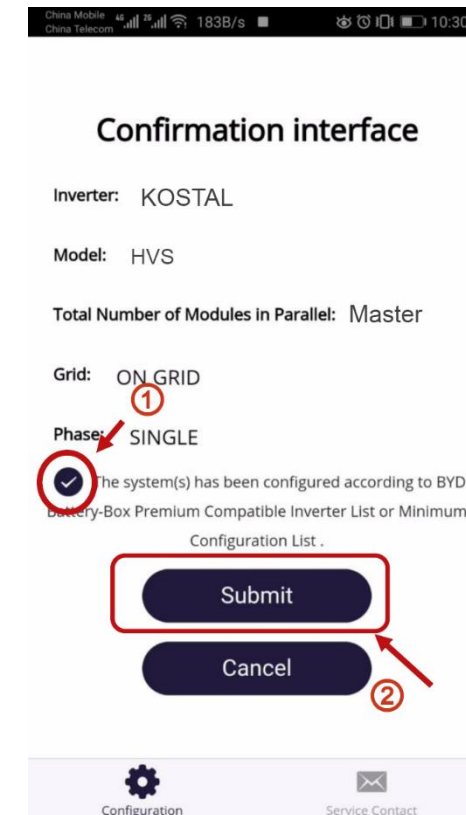 China Mobile 46 26 183B/s 10:30
China Telecom
Confirmation interface
Inverter: KOSTAL
Model: HVS
Total Number of Modules in Parallel: Master
Grid: ON GRID
①
Phase: SINGLE
The system(s) has been configured according to BYD
Battery-Box Premium Compatible Inverter List or Minimum
Configuration List .
Submit
Cancel
②
Configuration Service Contact